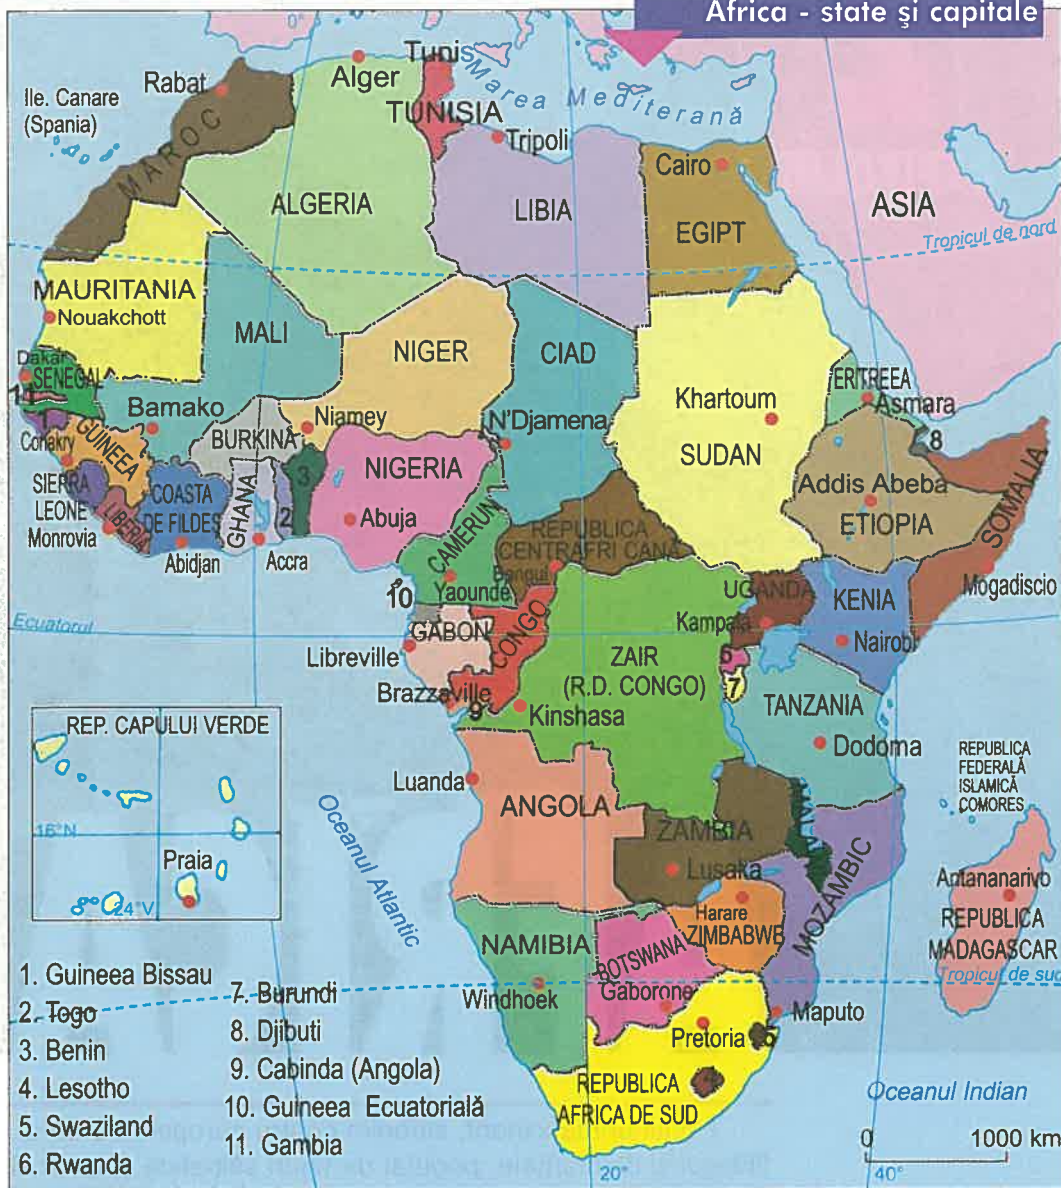 Africa - state și capitale
0°
Ile. Canare
(Spania)
Rabat
MAROC
Alger
Tunis
TUNISIA
Marea Mediterană
Tripoli
Cairo
ALGERIA
LIBIA
EGIPT
ASIA
Tropicul de nord
MAURITANIA
Nouakchott
MALI
NIGER
CIAD
Khartoum
SUDAN
ERITREEA
Asmara
8
Dakar
SENEGAL
11
1
Bamako
BURKINA
Niamey
N'Djamena
Conakry
GUINEEA
NIGERIA
Abuja
Addis Abeba
ETIOPIA
SOMALIA
Mogadiscio
SIERRA
LEONE
LIBERIA
Monrovia
COASTA
DE FILDES
Abidjan
GHANA
Accra
2
3
CAMERUN
Yaounde
REPUBLICA
CENTRAFRICANA
Bangui
10
UGANDA
Kampala
KENIA
Nairobi
Ecuatorul
GABON
Libreville
CONGO
Brazzaville
9
ZAIR
(R.D. CONGO)
Kinshasa
6
7
TANZANIA
Dodoma
REP. CAPULUI VERDE
16°N
Praia
24°V
Luanda
ANGOLA
ZAMBIA
Lusaka
MALAWI
MOZAMBIC
REPUBLICA
FEDERALĂ
ISLAMICĂ
COMORES
Antananarivo
REPUBLICA
MADAGASCAR
Tropicul de sud
Oceanul Atlantic
NAMIBIA
Windhoek
BOTSWANA
Gaborone
Harare
ZIMBABWE
Maputo
Pretoria
REPUBLICA
AFRICA DE SUD
Oceanul Indian
0 1000 km
20°
40°
1. Guineea Bissau
2. Togo
3. Benin
4. Lesotho
5. Swaziland
6. Rwanda
7. Burundi
8. Djibuti
9. Cabinda (Angola)
10. Guineea Ecuatorială
11. Gambia